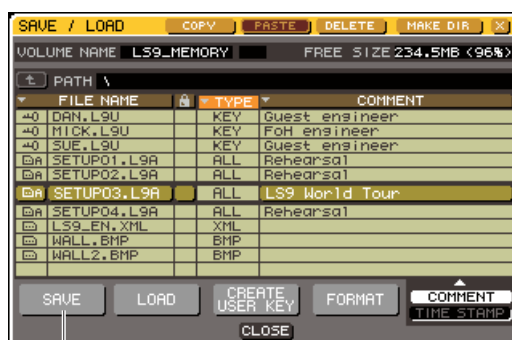 SAVE / LOAD COPY PASTE DELETE MAKE DIR X
VOLUME NAME LS9_MEMORY FREE SIZE 234.5MB (96%)
PATH \
FILE NAME TYPE COMMENT
DAN.L9U KEY Guest engineer
MICK.L9U KEY FoH engineer
SUE.L9U KEY Guest engineer
SETUP01.L9A ALL Rehearsal
SETUP02.L9A ALL Rehearsal
SETUP03.L9A ALL LS9 World Tour
SETUP04.L9A ALL Rehearsal
LS9_EN.XML XML
WALL.BMP BMP
WALL2.BMP BMP
SAVE LOAD CREATE USER KEY FORMAT COMMENT
TIME STAMP
CLOSE